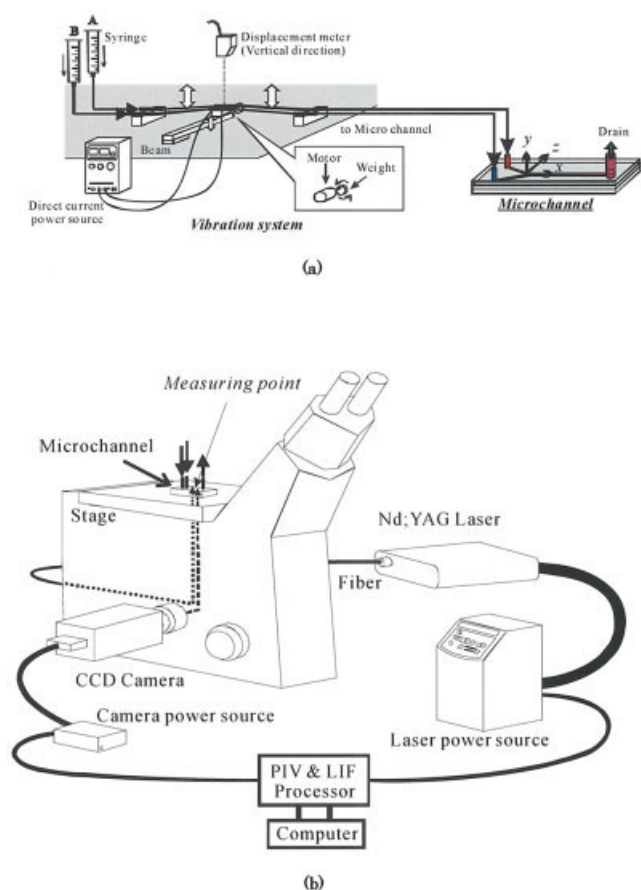 B
A
Syringe
Displacement meter
(Vertical direction)
Beam
to Micro channel
Direct current
power source
Motor
Weight
Vibration system
y
z
x
Drain
Microchannel
(a)
Measuring point
Microchannel
Stage
Nd;YAG Laser
Fiber
CCD Camera
Camera power source
Laser power source
PIV & LIF
Processor
Computer
(b)